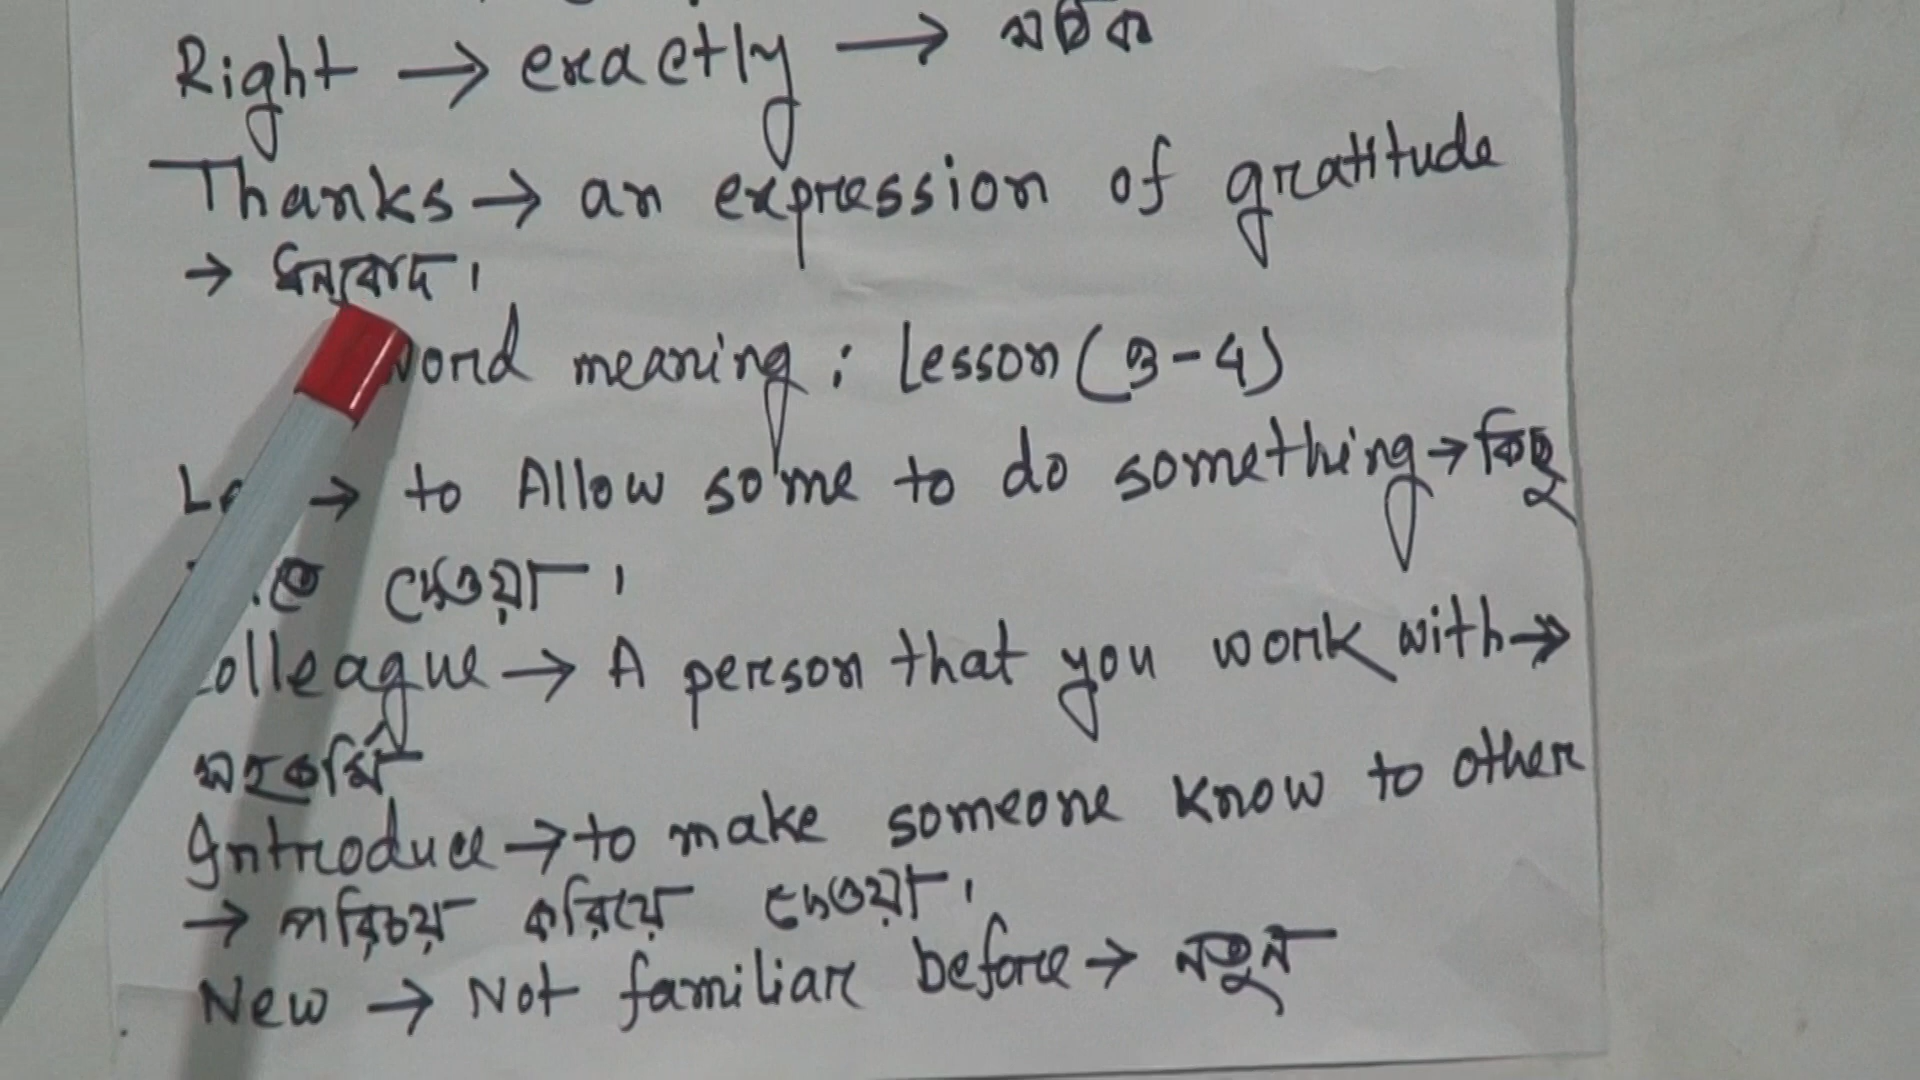 Right → exactly → সঠিক
Thanks → an expression of gratitude
→ ধন্যবাদ।
word meaning : Lesson (3-4)
→ to Allow some to do something → কিছু
দেওয়া।
Colleague → A person that you work with →
সহকর্মি
Introduce → to make someone know to other
→ পরিচয় করিয়ে দেওয়া।
New → Not familiar before → নতুন